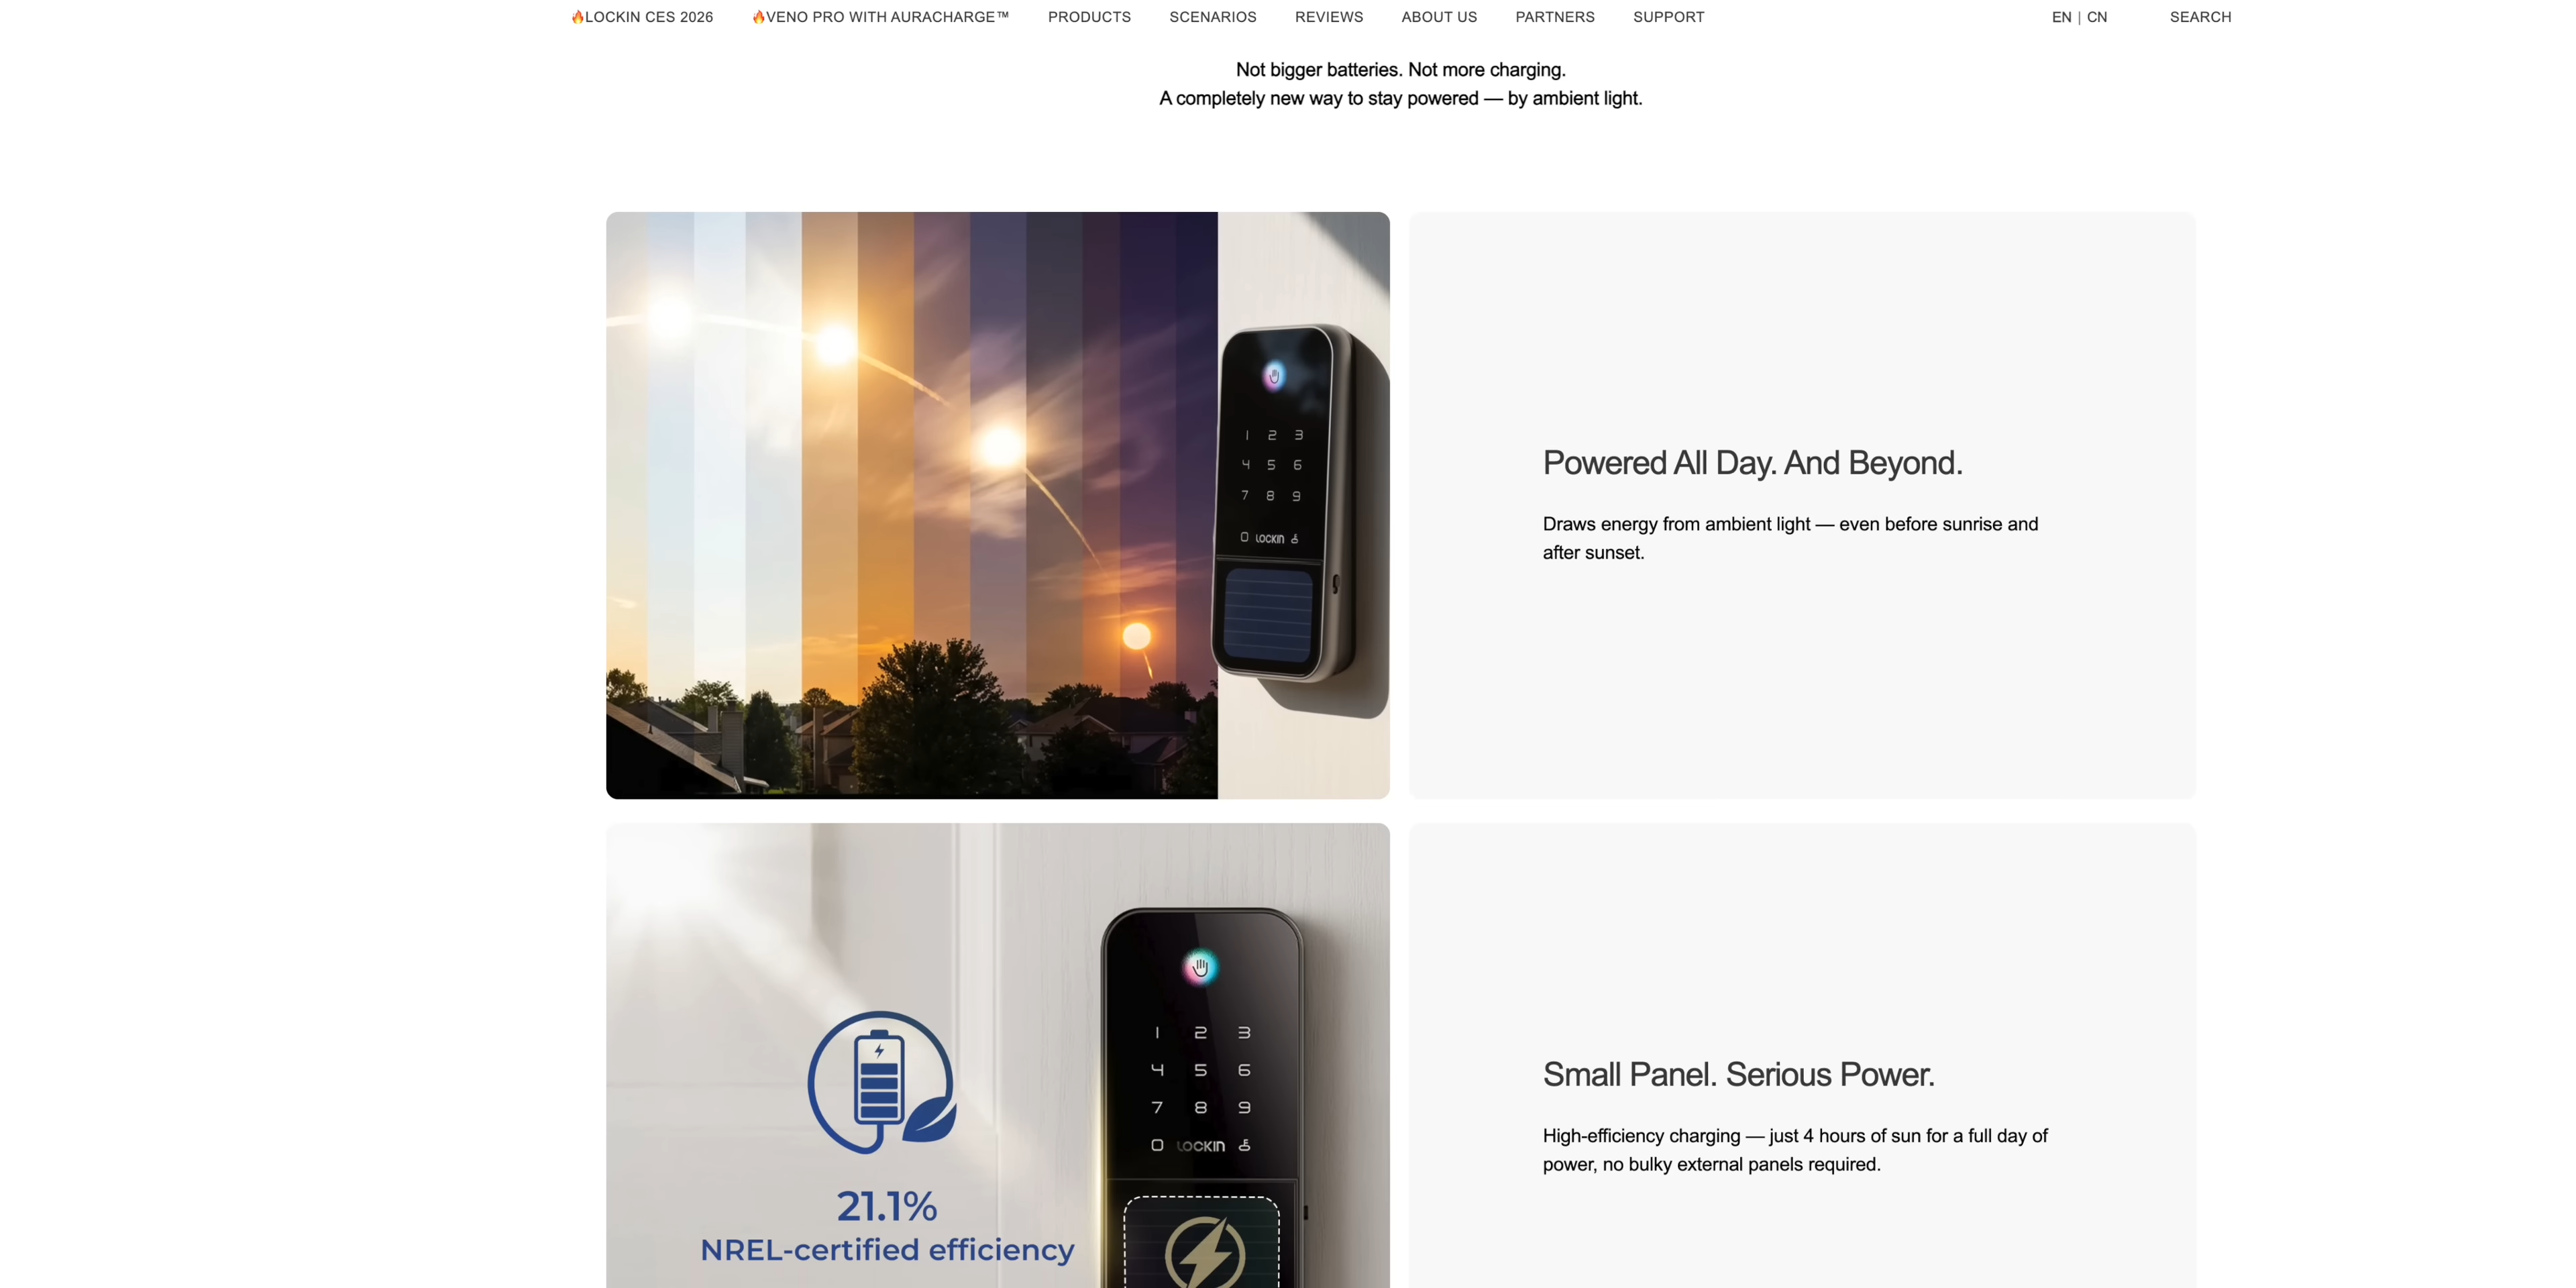 🔥LOCKIN CES 2026 🔥VENO PRO WITH AURACHARGE™ PRODUCTS SCENARIOS REVIEWS ABOUT US PARTNERS SUPPORT EN | CN SEARCH
Not bigger batteries. Not more charging.
A completely new way to stay powered — by ambient light.
1 2 3
4 5 6
7 8 9
0 LOCKIN
Powered All Day. And Beyond.
Draws energy from ambient light — even before sunrise and
after sunset.
1 2 3
4 5 6
7 8 9
0 LOCKIN
21.1%
NREL-certified efficiency
Small Panel. Serious Power.
High-efficiency charging — just 4 hours of sun for a full day of
power, no bulky external panels required.